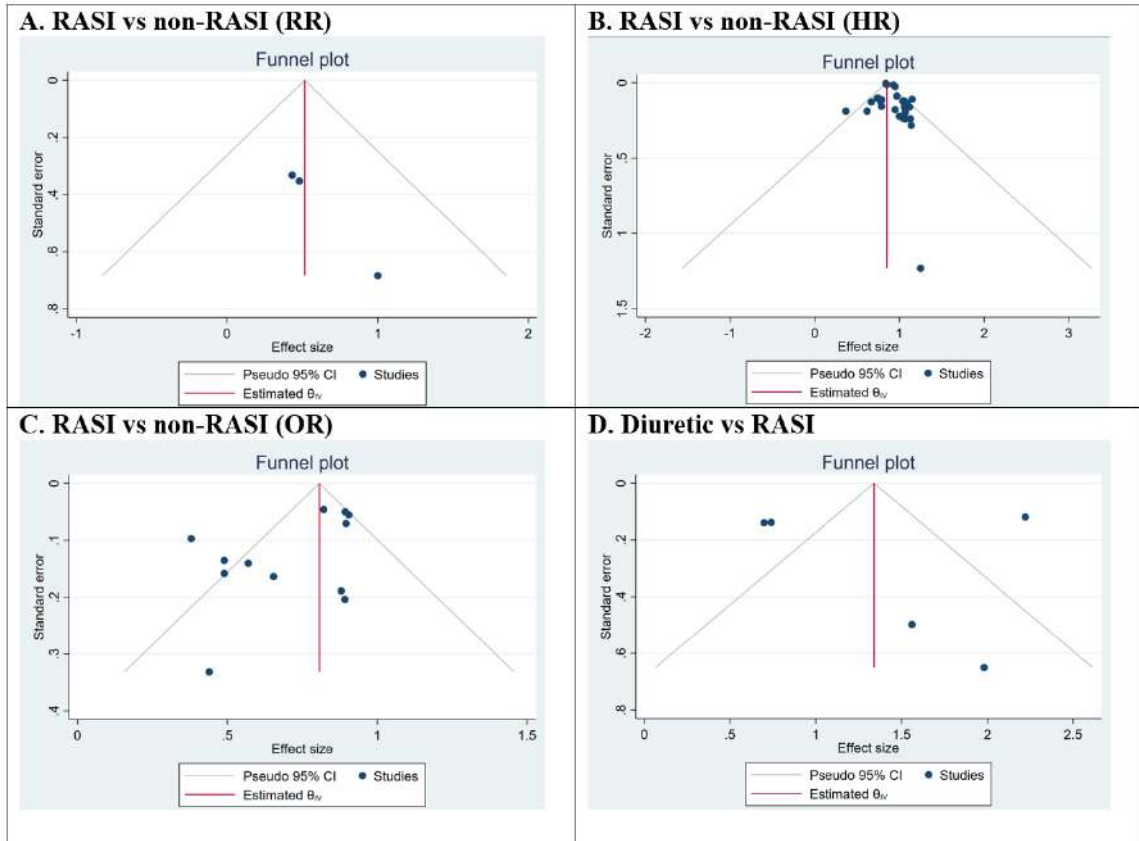 A. RASI vs non-RASI (RR)
Funnel plot
Standard error
0
.2
.4
.6
.8
-1
0
1
2
Effect size
Pseudo 95% CI
Studies
Estimated θIV
B. RASI vs non-RASI (HR)
Funnel plot
Standard error
0
.5
1
1.5
-2
-1
0
1
2
3
Effect size
Pseudo 95% CI
Studies
Estimated θIV
C. RASI vs non-RASI (OR)
Funnel plot
Standard error
0
.1
.2
.3
.4
0
.5
1
1.5
Effect size
Pseudo 95% CI
Studies
Estimated θIV
D. Diuretic vs RASI
Funnel plot
Standard error
0
.2
.4
.6
.8
0
.5
1
1.5
2
2.5
Effect size
Pseudo 95% CI
Studies
Estimated θIV